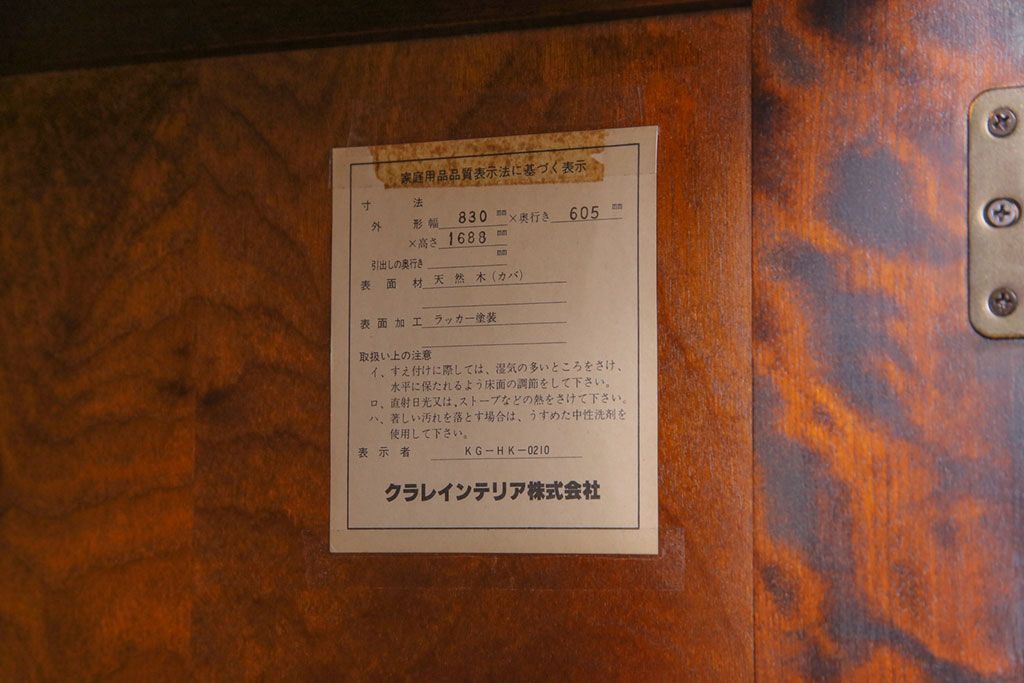 家庭用品品質表示法に基づく表示
寸法
外形 幅 830 mm × 奥行き 605 mm
× 高さ 1688 mm
引出しの奥行き mm
表面材 天然木(カバ)
表面加工 ラッカー塗装
取扱い上の注意
イ、すえ付けに際しては、湿気の多いところをさけ、
水平に保たれるよう床面の調節をして下さい。
ロ、直射日光又は、ストーブなどの熱をさけて下さい。
ハ、著しい汚れを落とす場合は、うすめた中性洗剤を
使用して下さい。
表示者 KG-HK-0210
クラレインテリア株式会社